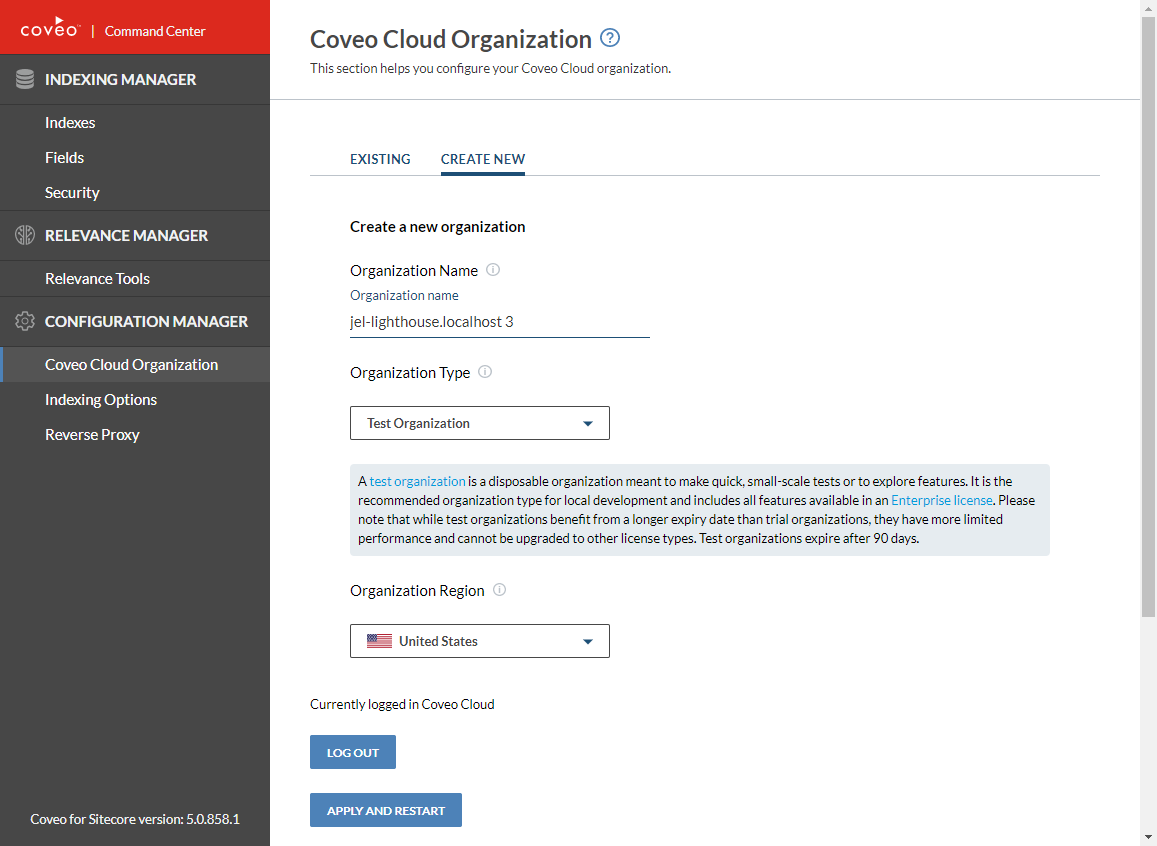 coveo™ | Command Center
INDEXING MANAGER
Indexes
Fields
Security
RELEVANCE MANAGER
Relevance Tools
CONFIGURATION MANAGER
Coveo Cloud Organization
Indexing Options
Reverse Proxy
Coveo for Sitecore version: 5.0.858.1
Coveo Cloud Organization ?
This section helps you configure your Coveo Cloud organization.
EXISTING CREATE NEW
Create a new organization
Organization Name
Organization name
jel-lighthouse.localhost 3
Organization Type
Test Organization
A test organization is a disposable organization meant to make quick, small-scale tests or to explore features. It is the
recommended organization type for local development and includes all features available in an Enterprise license. Please
note that while test organizations benefit from a longer expiry date than trial organizations, they have more limited
performance and cannot be upgraded to other license types. Test organizations expire after 90 days.
Organization Region
United States
Currently logged in Coveo Cloud
LOG OUT
APPLY AND RESTART